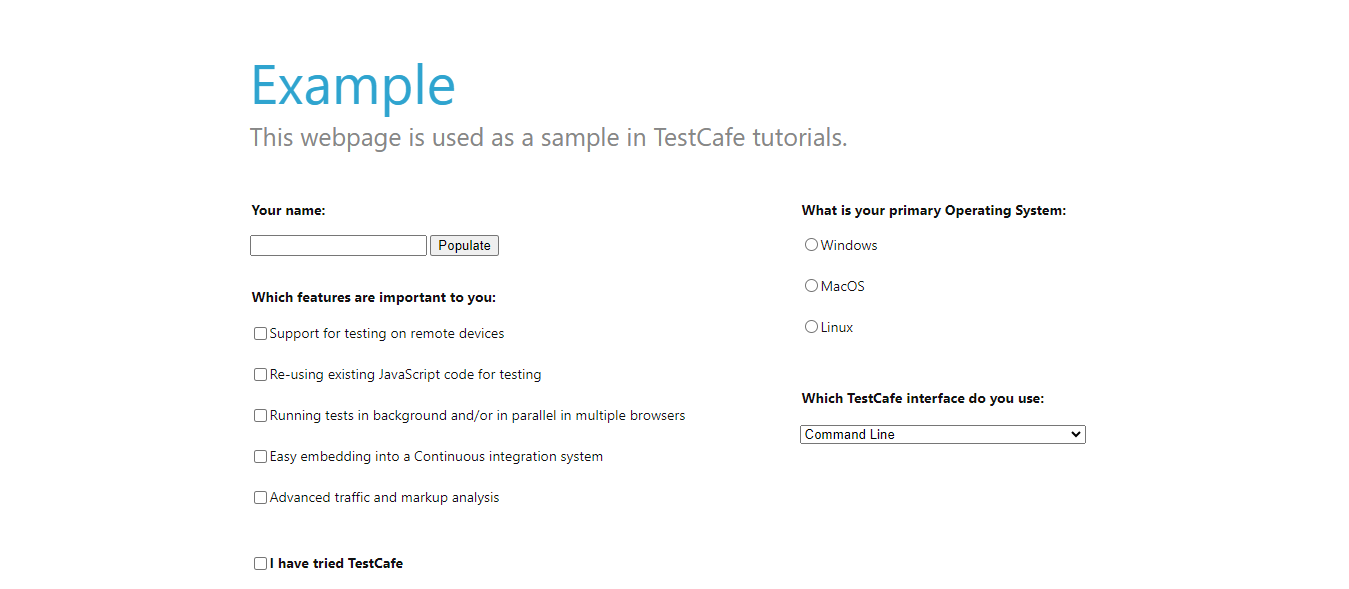 Example
This webpage is used as a sample in TestCafe tutorials.
Your name:
Populate
Which features are important to you:
Support for testing on remote devices
Re-using existing JavaScript code for testing
Running tests in background and/or in parallel in multiple browsers
Easy embedding into a Continuous integration system
Advanced traffic and markup analysis
I have tried TestCafe
What is your primary Operating System:
Windows
MacOS
Linux
Which TestCafe interface do you use:
Command Line